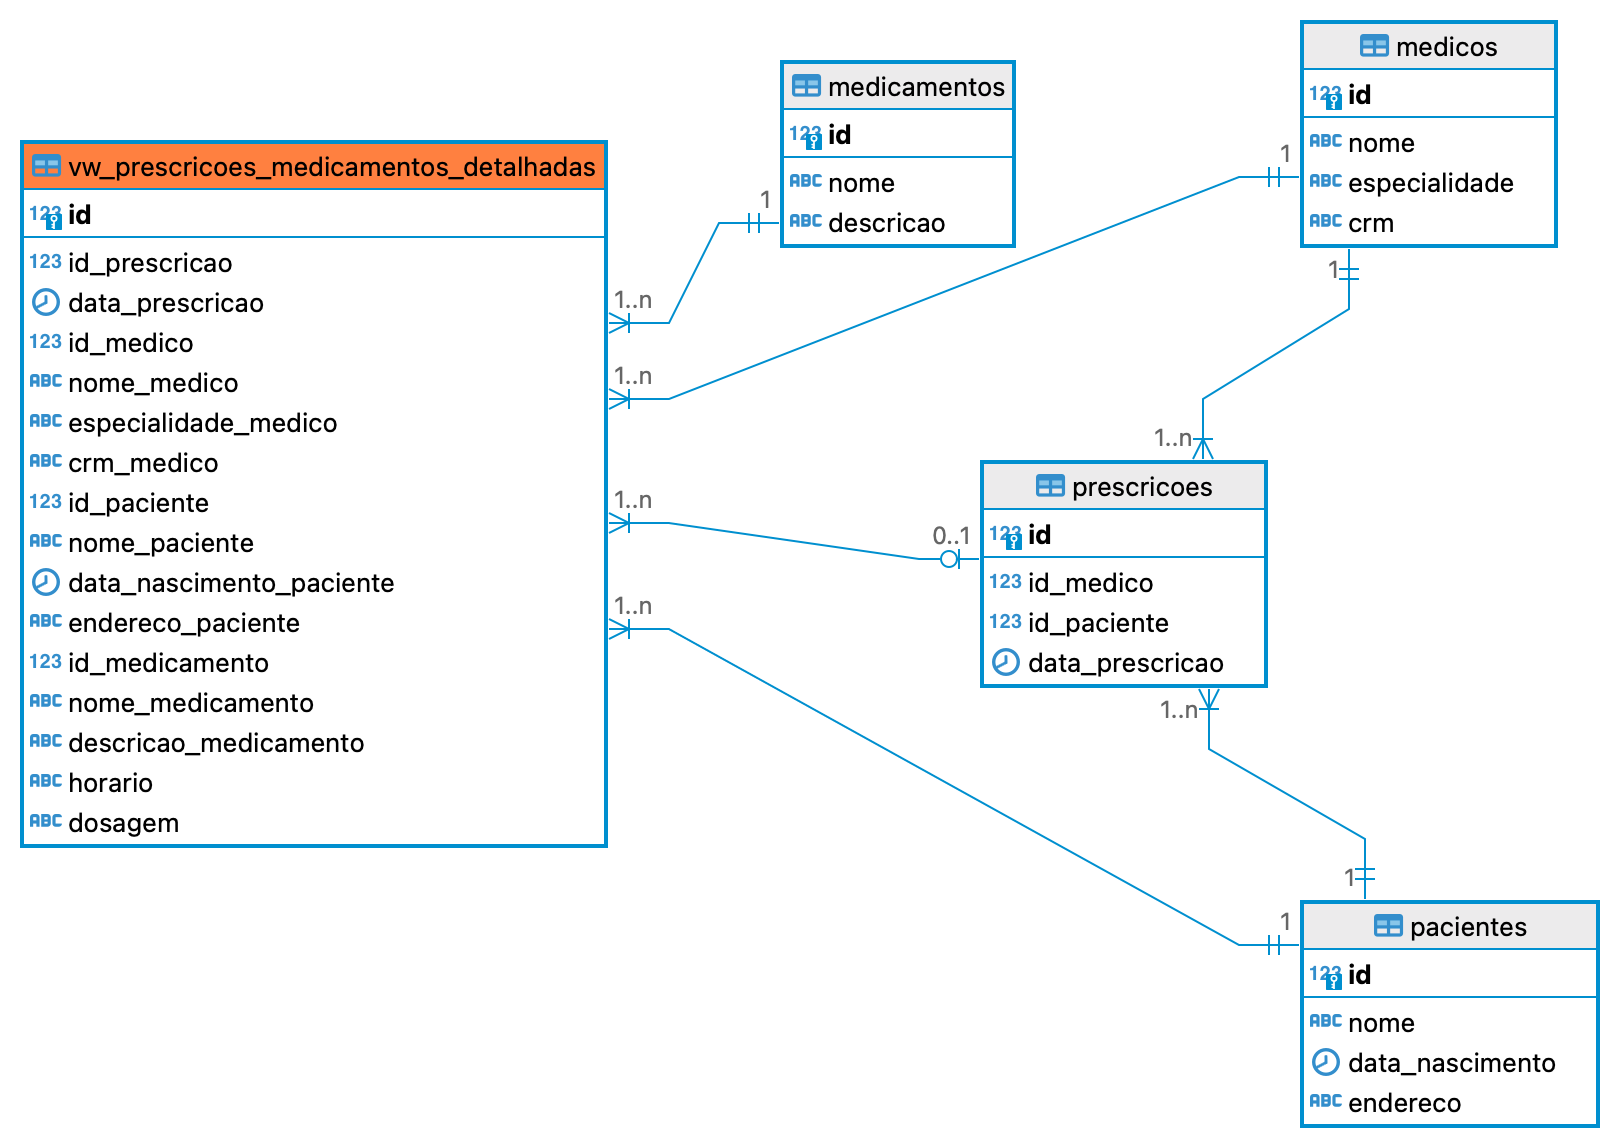 vw_prescricoes_medicamentos_detalhadas
123 id
123 id_prescricao
data_prescricao
123 id_medico
ABC nome_medico
ABC especialidade_medico
ABC crm_medico
123 id_paciente
ABC nome_paciente
data_nascimento_paciente
ABC endereco_paciente
123 id_medicamento
ABC nome_medicamento
ABC descricao_medicamento
ABC horario
ABC dosagem
1..n
1..n
1..n
1..n
medicamentos
123 id
ABC nome
ABC descricao
1
medicos
123 id
ABC nome
ABC especialidade
ABC crm
1
1
1..n
prescricoes
123 id
123 id_medico
123 id_paciente
data_prescricao
0..1
1..n
1
1
pacientes
123 id
ABC nome
data_nascimento
ABC endereco